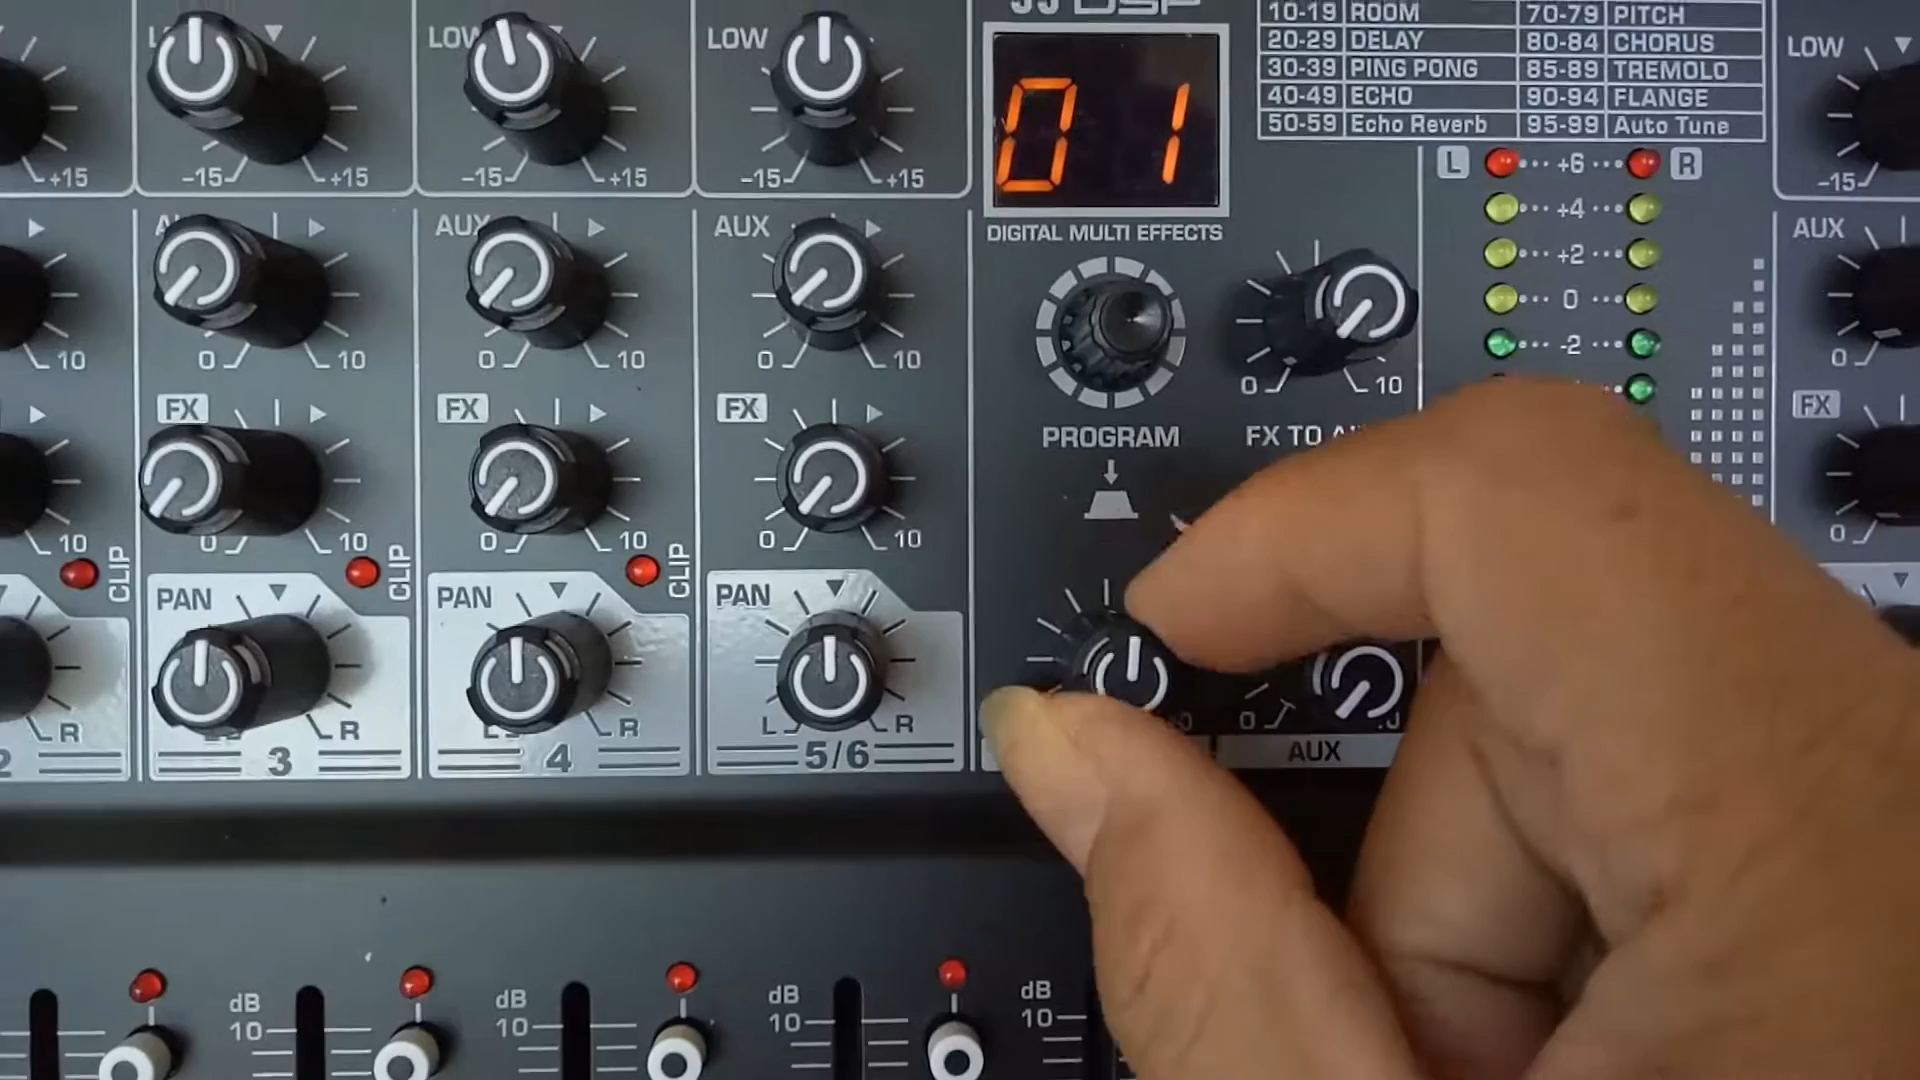 99 DSP
10-19 ROOM 70-79 PITCH
20-29 DELAY 80-84 CHORUS
30-39 PING PONG 85-89 TREMOLO
40-49 ECHO 90-94 FLANGE
50-59 Echo Reverb 95-99 Auto Tune
LOW LOW LOW
01
+15 -15 +15 -15 +15 -15 +15 -15
L +6 R
+4
+2
0
-2
DIGITAL MULTI EFFECTS
AUX AUX AUX
10 0 10 0 10 0 10 0 10 0
PROGRAM FX TO
FX FX FX FX
10 0 10 0 10 0 10 0
CLIP CLIP CLIP
PAN PAN PAN
R R R L R 0
2 3 4 5/6 AUX
dB dB dB dB
10 10 10 10